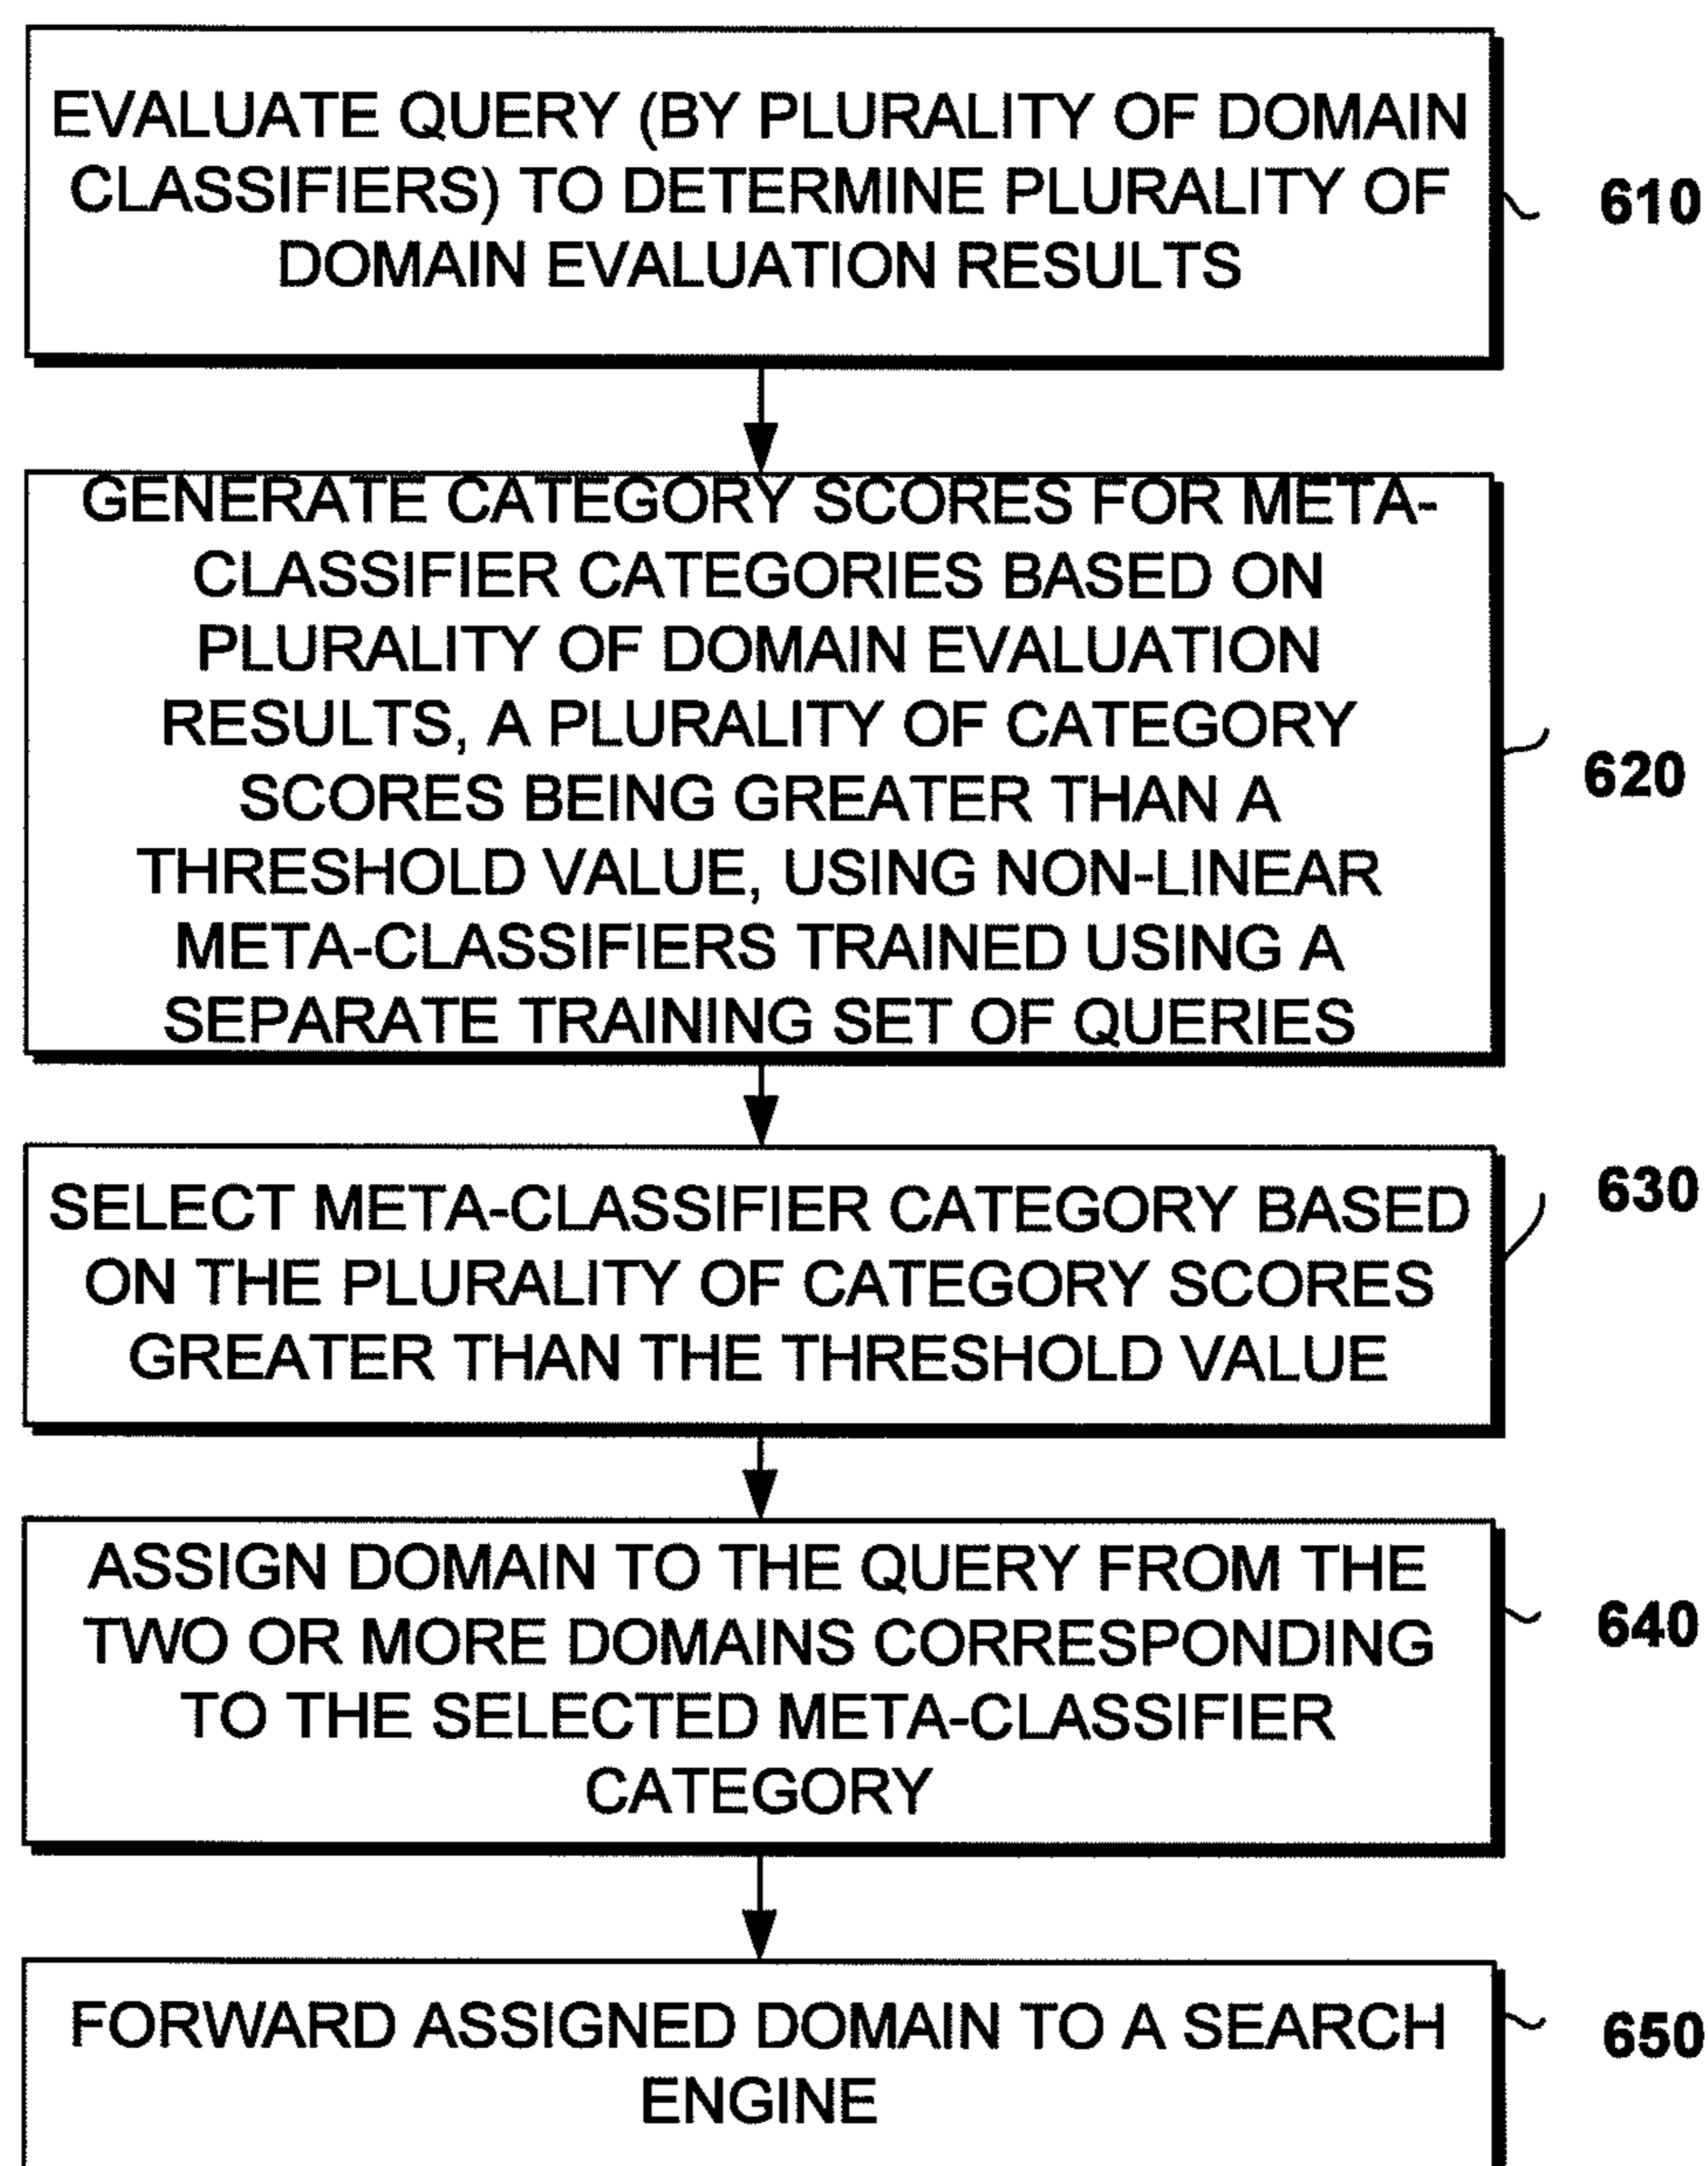 EVALUATE QUERY (BY PLURALITY OF DOMAIN
CLASSIFIERS) TO DETERMINE PLURALITY OF
DOMAIN EVALUATION RESULTS
610
GENERATE CATEGORY SCORES FOR META-
CLASSIFIER CATEGORIES BASED ON
PLURALITY OF DOMAIN EVALUATION
RESULTS, A PLURALITY OF CATEGORY
SCORES BEING GREATER THAN A
THRESHOLD VALUE, USING NON-LINEAR
META-CLASSIFIERS TRAINED USING A
SEPARATE TRAINING SET OF QUERIES
620
SELECT META-CLASSIFIER CATEGORY BASED
ON THE PLURALITY OF CATEGORY SCORES
GREATER THAN THE THRESHOLD VALUE
630
ASSIGN DOMAIN TO THE QUERY FROM THE
TWO OR MORE DOMAINS CORRESPONDING
TO THE SELECTED META-CLASSIFIER
CATEGORY
640
FORWARD ASSIGNED DOMAIN TO A SEARCH
ENGINE
650